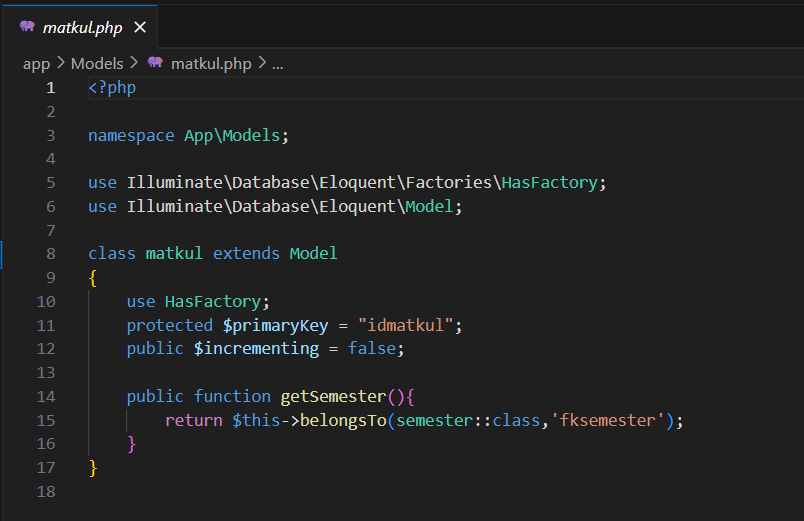 matkul.php
app > Models > matkul.php > ...
1 <?php
2
3 namespace App\Models;
4
5 use Illuminate\Database\Eloquent\Factories\HasFactory;
6 use Illuminate\Database\Eloquent\Model;
7
8 class matkul extends Model
9 {
10 use HasFactory;
11 protected $primaryKey = "idmatkul";
12 public $incrementing = false;
13
14 public function getSemester(){
15 return $this->belongsTo(semester::class,'fksemester');
16 }
17 }
18